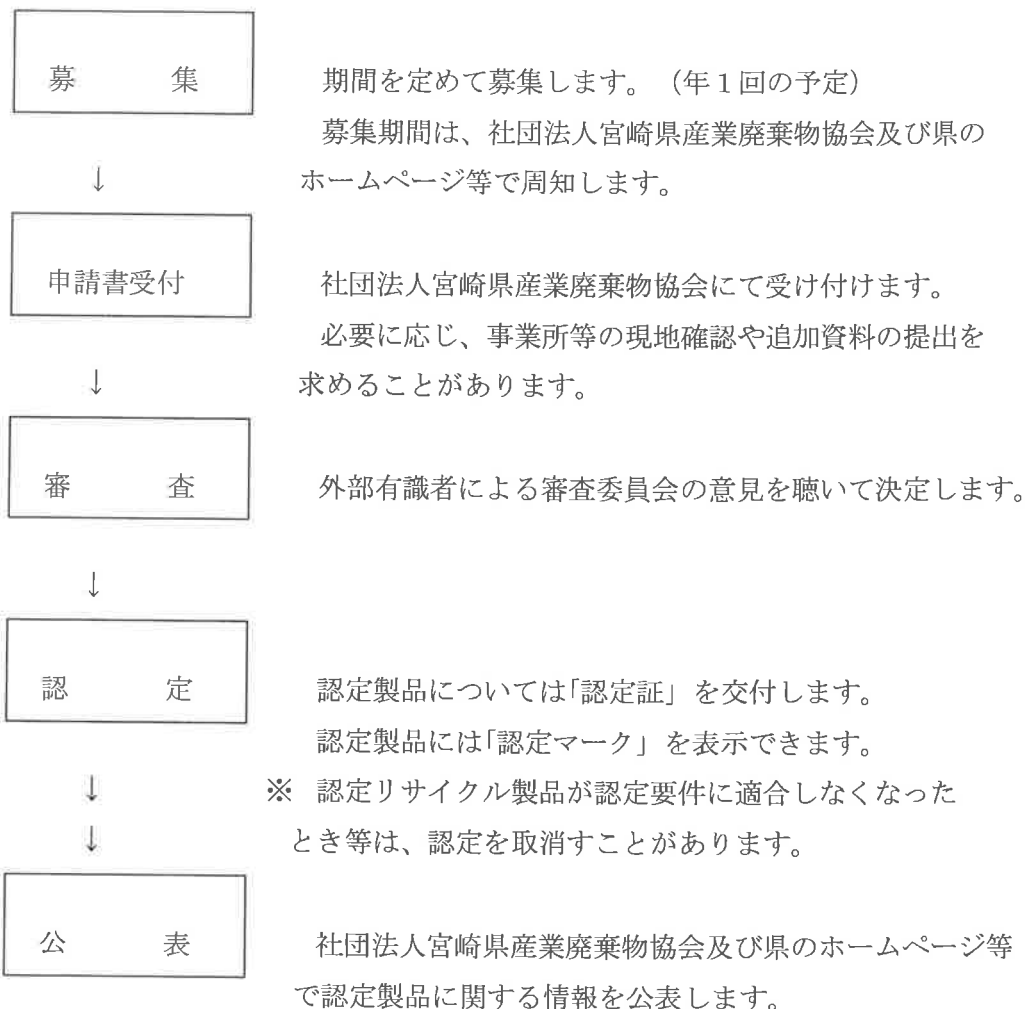 募　　　集
期間を定めて募集します。（年１回の予定）
募集期間は、社団法人宮崎県産業廃棄物協会及び県の
ホームページ等で周知します。
↓
申請書受付
社団法人宮崎県産業廃棄物協会にて受け付けます。
必要に応じ、事業所等の現地確認や追加資料の提出を
求めることがあります。
↓
審　　　査
外部有識者による審査委員会の意見を聴いて決定します。
↓
認　　　定
認定製品については「認定証」を交付します。
認定製品には「認定マーク」を表示できます。
↓
※　認定リサイクル製品が認定要件に適合しなくなった
↓
とき等は、認定を取消すことがあります。
公　　　表
社団法人宮崎県産業廃棄物協会及び県のホームページ等
で認定製品に関する情報を公表します。